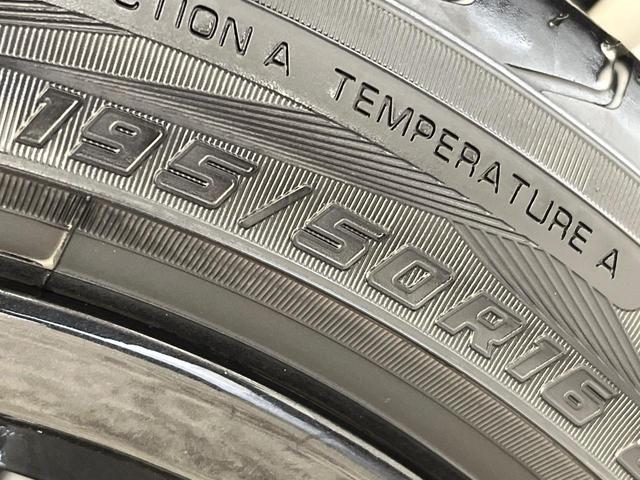 CTION A TEMPERATURE A
195/50R16